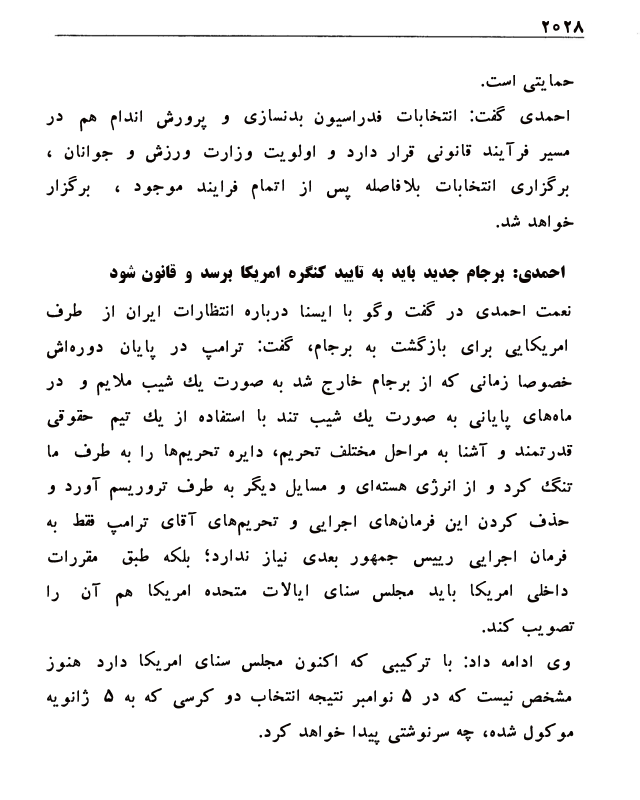 ۲۰۲۸
حمایتی است.
احمدی گفت: انتخابات فدراسیون بدنسازی و پرورش اندام هم در
مسیر فرآیند قانونی قرار دارد و اولویت وزارت ورزش و جوانان ،
برگزاری انتخابات بلافاصله پس از اتمام فرایند موجود ، برگزار
خواهد شد.
احمدی: برجام جدید باید به تایید کنگره امریکا برسد و قانون شود
نعمت احمدی در گفت وگو با ایسنا درباره انتظارات ایران از طرف
امریکایی برای بازگشت به برجام، گفت: ترامپ در پایان دوره‌اش
خصوصا زمانی که از برجام خارج شد به صورت یك شیب ملایم و در
ماه‌های پایانی به صورت یك شیب تند با استفاده از یك تیم حقوقی
قدرتمند و آشنا به مراحل مختلف تحریم، دایره تحریم‌ها را به طرف ما
تنگ کرد و از انرژی هسته‌ای و مسایل دیگر به طرف تروریسم آورد و
حذف کردن این فرمان‌های اجرایی و تحریم‌های آقای ترامپ فقط به
فرمان اجرایی رییس جمهور بعدی نیاز ندارد؛ بلکه طبق مقررات
داخلی امریکا باید مجلس سنای ایالات متحده امریکا هم آن را
تصویب کند.
وی ادامه داد: با ترکیبی که اکنون مجلس سنای امریکا دارد هنوز
مشخص نیست که در ۵ نوامبر نتیجه انتخاب دو کرسی که به ۵ ژانویه
موکول شده، چه سرنوشتی پیدا خواهد کرد.